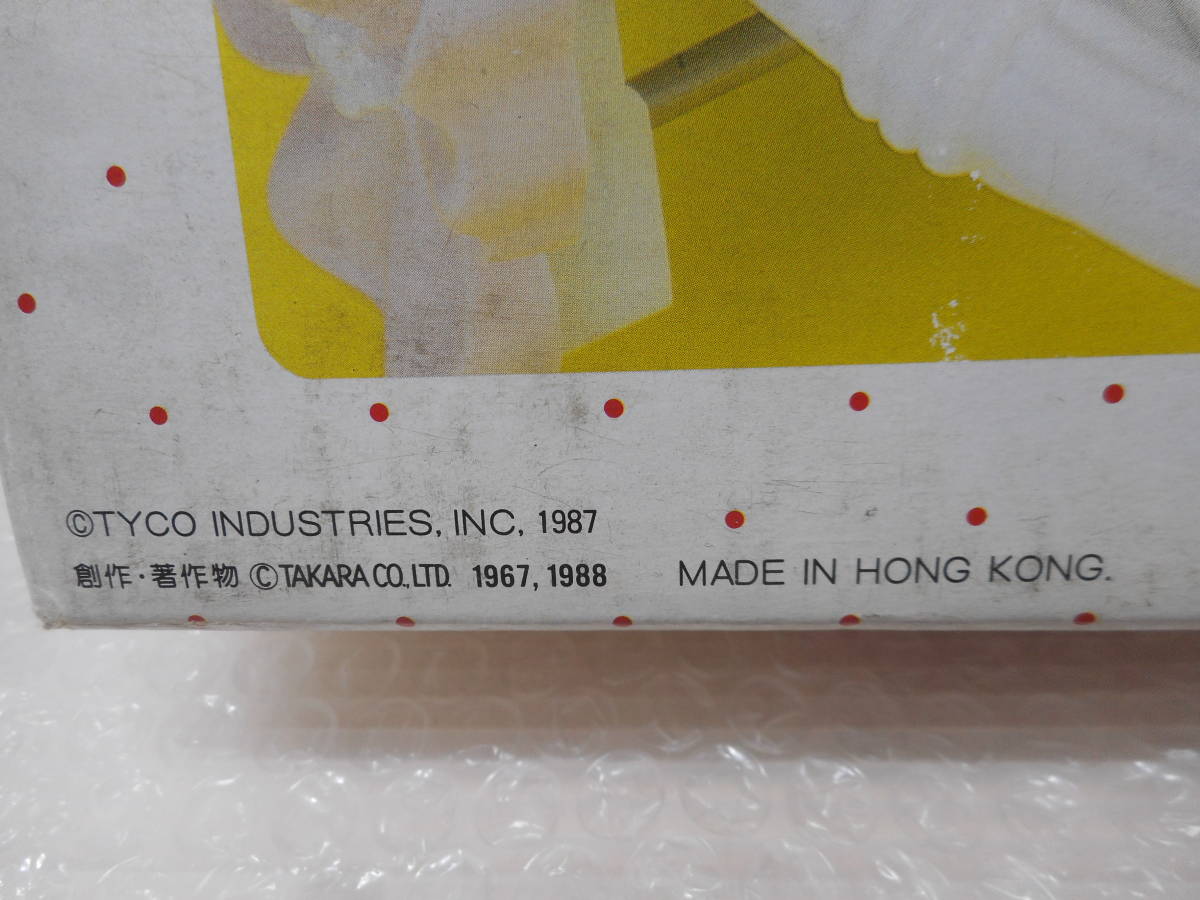 ©TYCO INDUSTRIES, INC, 1987
創作・著作物 ©TAKARA CO.,LTD. 1967, 1988
MADE IN HONG KONG.